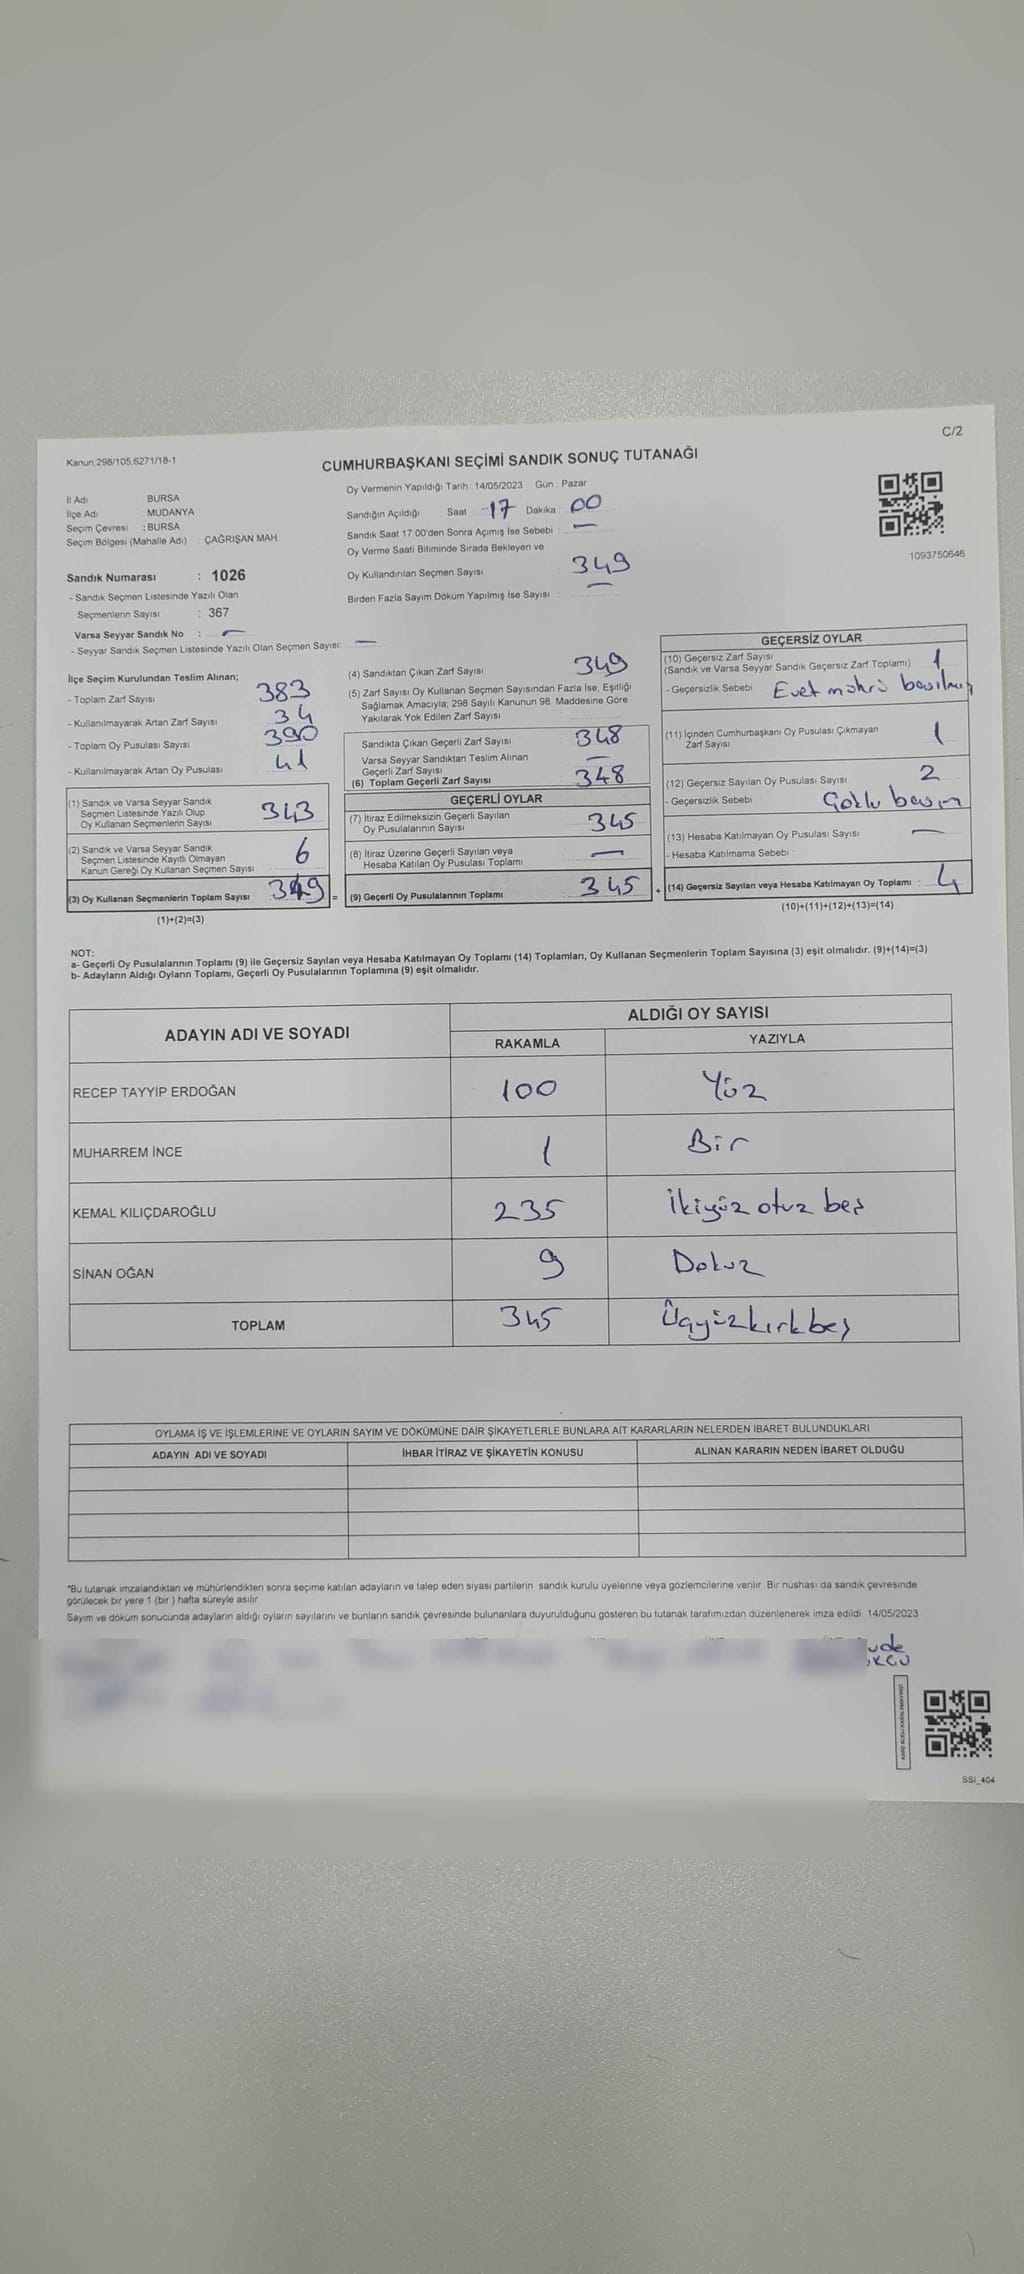 C/2
Kanun:298/105;6271/18-1
CUMHURBAŞKANI SEÇİMİ SANDIK SONUÇ TUTANAĞI
İl Adı : BURSA
İlçe Adı : MUDANYA
Seçim Çevresi : BURSA
Seçim Bölgesi (Mahalle Adı) : ÇAĞRIŞAN MAH.
Oy Vermenin Yapıldığı Tarih : 14/05/2023 Gün : Pazar
Sandığın Açıldığı Saat 17 Dakika : 00
Sandık Saat 17:00'den Sonra Açımış İse Sebebi : —
Oy Verme Saati Bitiminde Sırada Bekleyen ve
Oy Kullandırılan Seçmen Sayısı 349
Birden Fazla Sayım Döküm Yapılmış İse Sayısı : —
1093750646
Sandık Numarası : 1026
- Sandık Seçmen Listesinde Yazılı Olan
Seçmenlerin Sayısı : 367
Varsa Seyyar Sandık No : —
- Seyyar Sandık Seçmen Listesinde Yazılı Olan Seçmen Sayısı: —
İlçe Seçim Kurulundan Teslim Alınan;
- Toplam Zarf Sayısı 383
- Kullanılmayarak Artan Zarf Sayısı 34
- Toplam Oy Pusulası Sayısı 390
- Kullanılmayarak Artan Oy Pusulası 41
(1) Sandık ve Varsa Seyyar Sandık
Seçmen Listesinde Yazılı Olup
Oy Kullanan Seçmenlerin Sayısı 343
(2) Sandık ve Varsa Seyyar Sandık
Seçmen Listesinde Kayıtlı Olmayan
Kanun Gereği Oy Kullanan Seçmen Sayısı 6
(3) Oy Kullanan Seçmenlerin Toplam Sayısı 349 =
(1)+(2)=(3)
(4) Sandıktan Çıkan Zarf Sayısı 349
(5) Zarf Sayısı Oy Kullanan Seçmen Sayısından Fazla İse, Eşitliği
Sağlamak Amacıyla; 298 Sayılı Kanunun 98. Maddesine Göre
Yakılarak Yok Edilen Zarf Sayısı
Sandıkta Çıkan Geçerli Zarf Sayısı 348
Varsa Seyyar Sandıktan Teslim Alınan
Geçerli Zarf Sayısı —
(6) Toplam Geçerli Zarf Sayısı 348
GEÇERLİ OYLAR
(7) İtiraz Edilmeksizin Geçerli Sayılan
Oy Pusulalarının Sayısı 345
(8) İtiraz Üzerine Geçerli Sayılan veya
Hesaba Katılan Oy Pusulası Toplamı —
(9) Geçerli Oy Pusulalarının Toplamı : 345 +
GEÇERSİZ OYLAR
(10) Geçersiz Zarf Sayısı
(Sandık ve Varsa Seyyar Sandık Geçersiz Zarf Toplamı) 1
- Geçersizlik Sebebi Evet mührü basılmış
(11) İçinden Cumhurbaşkanı Oy Pusulası Çıkmayan
Zarf Sayısı 1
(12) Geçersiz Sayılan Oy Pusulası Sayısı 2
- Geçersizlik Sebebi Çoklu basım
(13) Hesaba Katılmayan Oy Pusulası Sayısı —
- Hesaba Katılmama Sebebi :
(14) Geçersiz Sayılan veya Hesaba Katılmayan Oy Toplamı : 4
(10)+(11)+(12)+(13)=(14)
NOT:
a- Geçerli Oy Pusulalarının Toplamı (9) ile Geçersiz Sayılan veya Hesaba Katılmayan Oy Toplamı (14) Toplamları, Oy Kullanan Seçmenlerin Toplam Sayısına (3) eşit olmalıdır. (9)+(14)=(3)
b- Adayların Aldığı Oyların Toplamı, Geçerli Oy Pusulalarının Toplamına (9) eşit olmalıdır.
ADAYIN ADI VE SOYADI
ALDIĞI OY SAYISI
RAKAMLA YAZIYLA
RECEP TAYYİP ERDOĞAN 100 Yüz
MUHARREM İNCE 1 Bir
KEMAL KILIÇDAROĞLU 235 İkiyüz otuz beş
SİNAN OĞAN 9 Dokuz
TOPLAM 345 Üçyüzkırkbeş
OYLAMA İŞ VE İŞLEMLERİNE VE OYLARIN SAYIM VE DÖKÜMÜNE DAİR ŞİKAYETLERLE BUNLARA AİT KARARLARIN NELERDEN İBARET BULUNDUKLARI
ADAYIN ADI VE SOYADI İHBAR İTİRAZ VE ŞİKAYETİN KONUSU ALINAN KARARIN NEDEN İBARET OLDUĞU
"Bu tutanak imzalandıktan ve mühürlendikten sonra seçime katılan adayların ve talep eden siyasi partilerin sandık kurulu üyelerine veya gözlemcilerine verilir. Bir nüshası da sandık çevresinde
görülecek bir yere 1 (bir ) hafta süreyle asılır.
Sayım ve döküm sonucunda adayların aldığı oyların sayılarını ve bunların sandık çevresinde bulunanlara duyurulduğunu gösteren bu tutanak tarafımızdan düzenlenerek imza edildi. 14/05/2023
SSI_404